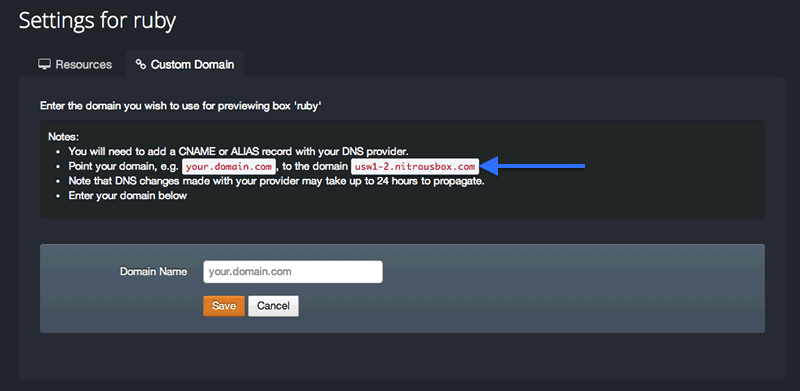 Settings for ruby
Resources
Custom Domain
Enter the domain you wish to use for previewing box 'ruby'
Notes:
• You will need to add a CNAME or ALIAS record with your DNS provider.
• Point your domain, e.g. your.domain.com, to the domain usw1-2.nitrousbox.com
• Note that DNS changes made with your provider may take up to 24 hours to propagate.
• Enter your domain below
Domain Name your.domain.com
Save Cancel